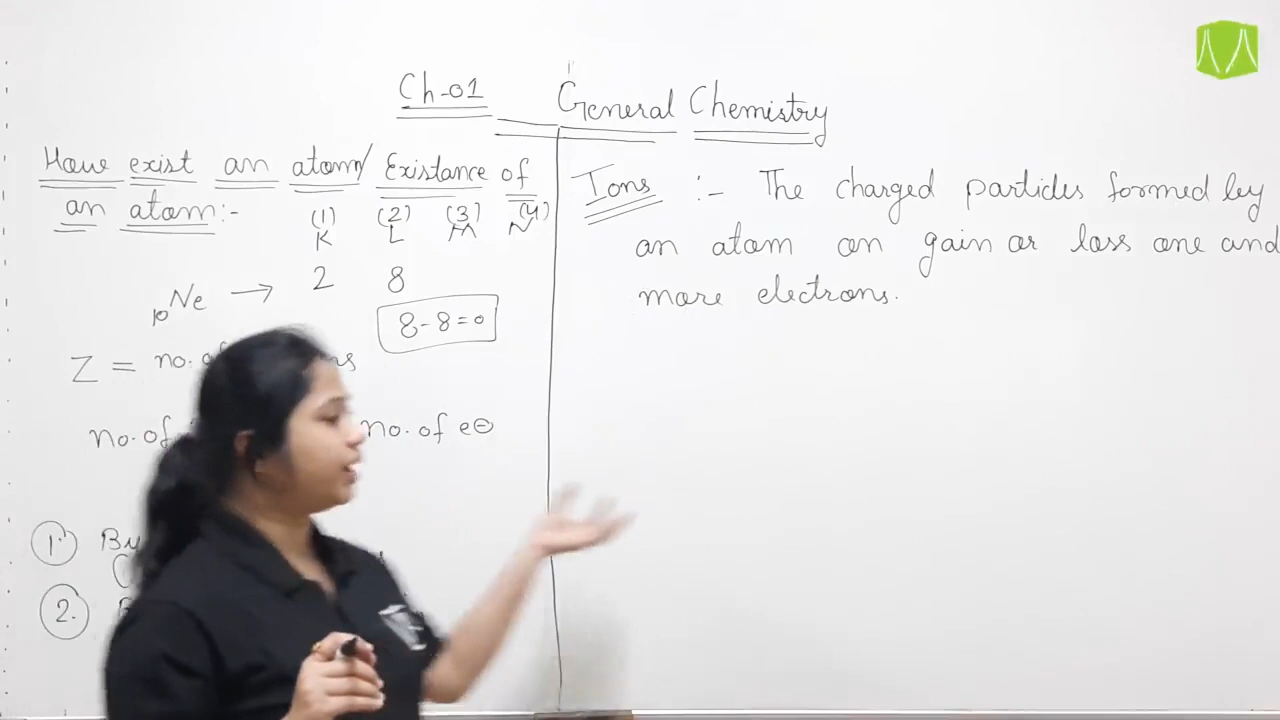 Ch-01 General Chemistry
How exist an atom/ Existance of
an atom:-
(1) (2) (3) (4)
K L M N
10Ne → 2 8
8-8=0
Z = no. of
no. of no. of e⊖
1.
2.
Ions :- The charged particles formed by
an atom on gain or loss one and
more electrons.